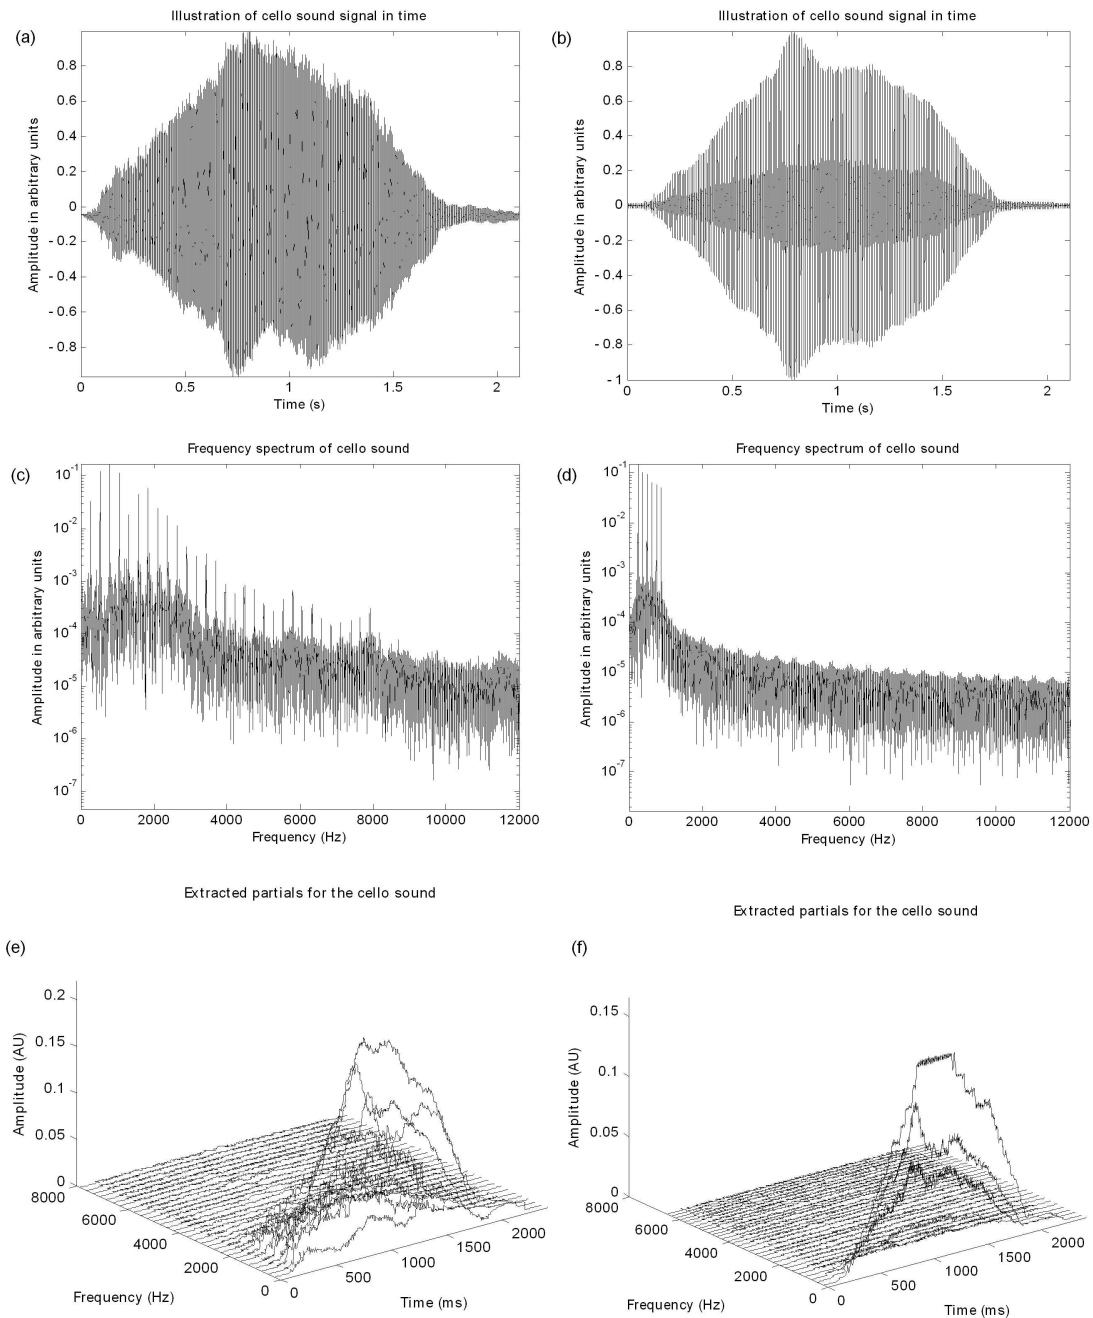 Illustration of cello sound signal in time
(a)
0.8
0.6
0.4
0.2
0
- 0.2
- 0.4
- 0.6
- 0.8
Amplitude in arbitrary units
0 0.5 1 1.5 2
Time (s)
Illustration of cello sound signal in time
(b)
0.8
0.6
0.4
0.2
0
- 0.2
- 0.4
- 0.6
- 0.8
- 1
Amplitude in arbitrary units
0 0.5 1 1.5 2
Time (s)
Frequency spectrum of cello sound
(c)
10-1
10-2
10-3
10-4
10-5
10-6
10-7
Amplitude in arbitrary units
0 2000 4000 6000 8000 10000 12000
Frequency (Hz)
Frequency spectrum of cello sound
(d)
10-1
10-2
10-3
10-4
10-5
10-6
10-7
Amplitude in arbitrary units
0 2000 4000 6000 8000 10000 12000
Frequency (Hz)
Extracted partials for the cello sound
(e)
0.2
0.15
0.1
0.05
0
Amplitude (AU)
8000
6000
4000
2000
0
Frequency (Hz)
0 500 1000 1500 2000
Time (ms)
Extracted partials for the cello sound
(f)
0.15
0.1
0.05
0
Amplitude (AU)
8000
6000
4000
2000
0
Frequency (Hz)
0 500 1000 1500 2000
Time (ms)